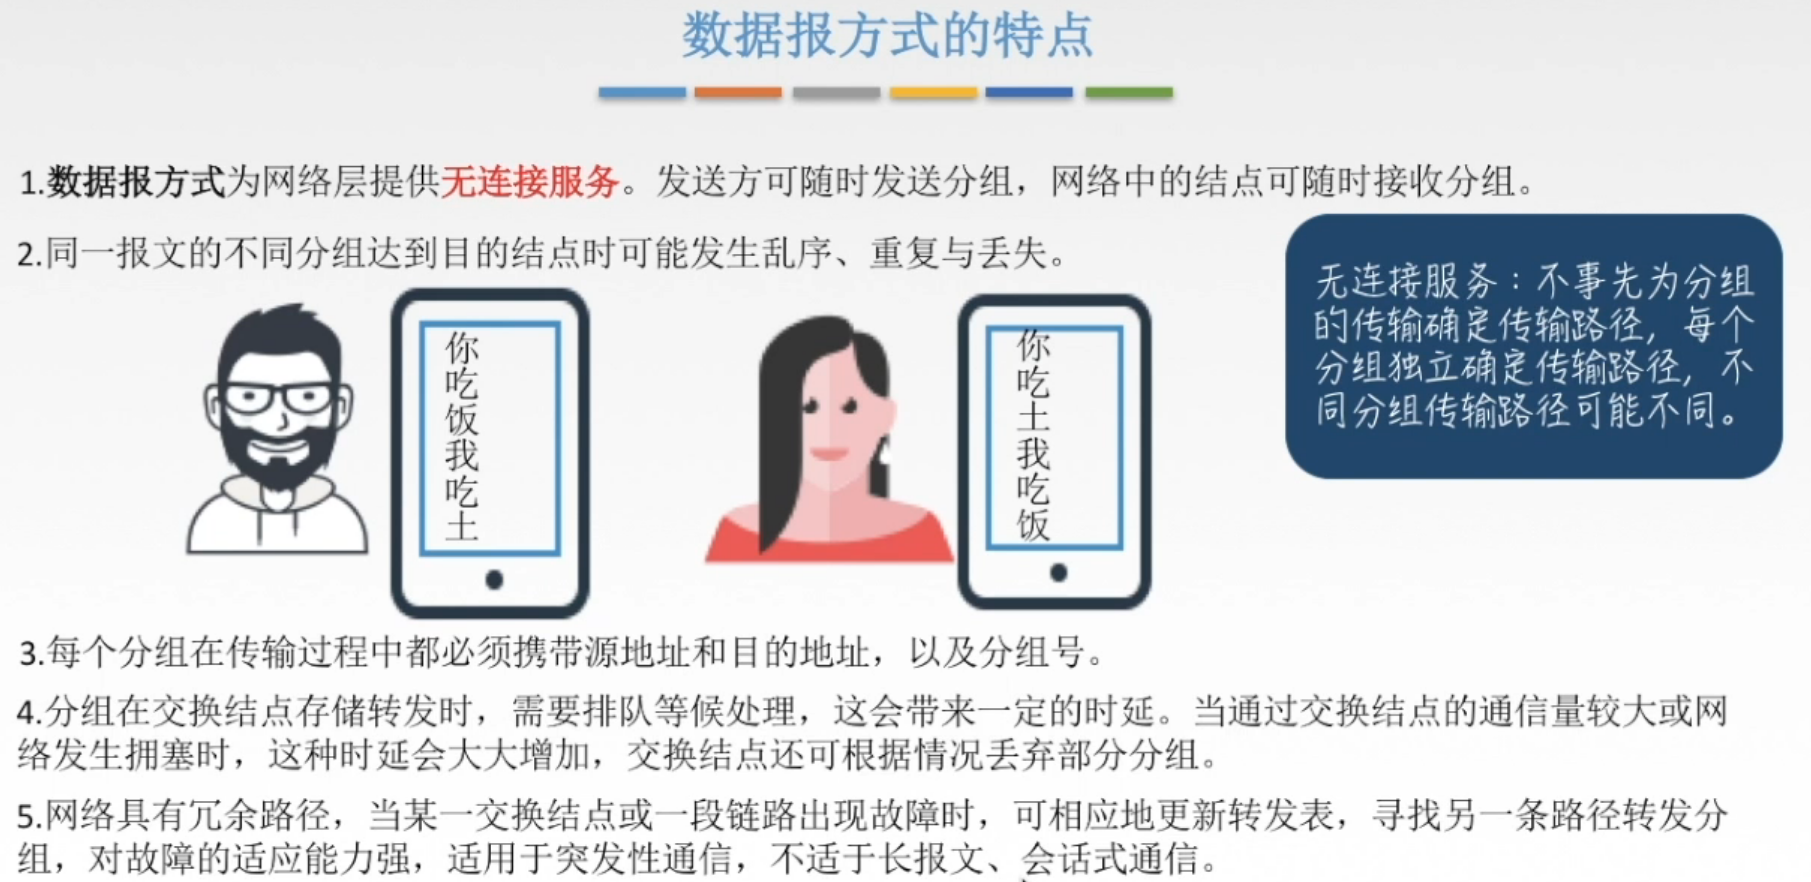 数据报方式的特点
1.数据报方式为网络层提供无连接服务。发送方可随时发送分组，网络中的结点可随时接收分组。
2.同一报文的不同分组达到目的结点时可能发生乱序、重复与丢失。
无连接服务：不事先为分组
的传输确定传输路径，每个
分组独立确定传输路径，不
同分组传输路径可能不同。
你吃饭我吃土
你吃土我吃饭
3.每个分组在传输过程中都必须携带源地址和目的地址，以及分组号。
4.分组在交换结点存储转发时，需要排队等候处理，这会带来一定的时延。当通过交换结点的通信量较大或网
络发生拥塞时，这种时延会大大增加，交换结点还可根据情况丢弃部分分组。
5.网络具有冗余路径，当某一交换结点或一段链路出现故障时，可相应地更新转发表，寻找另一条路径转发分
组，对故障的适应能力强，适用于突发性通信，不适于长报文、会话式通信。